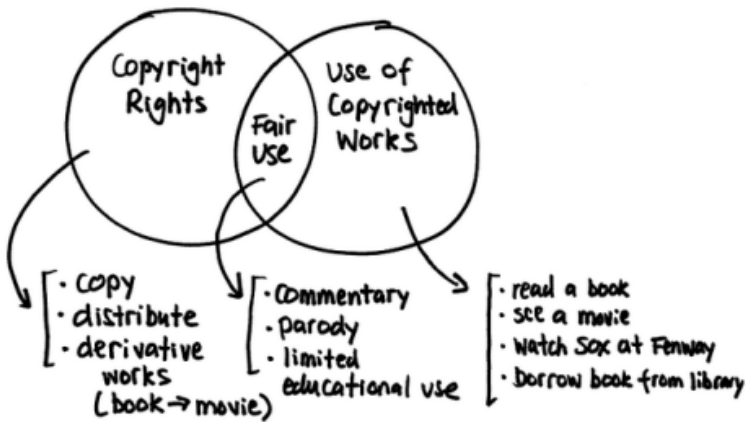 Copyright
Rights
Fair
use
Use of
Copyrighted
Works
· copy
· distribute
· derivative
works
(book → movie)
· commentary
· parody
· limited
educational use
· read a book
· see a movie
· Watch Sox at Fenway
· borrow book from library